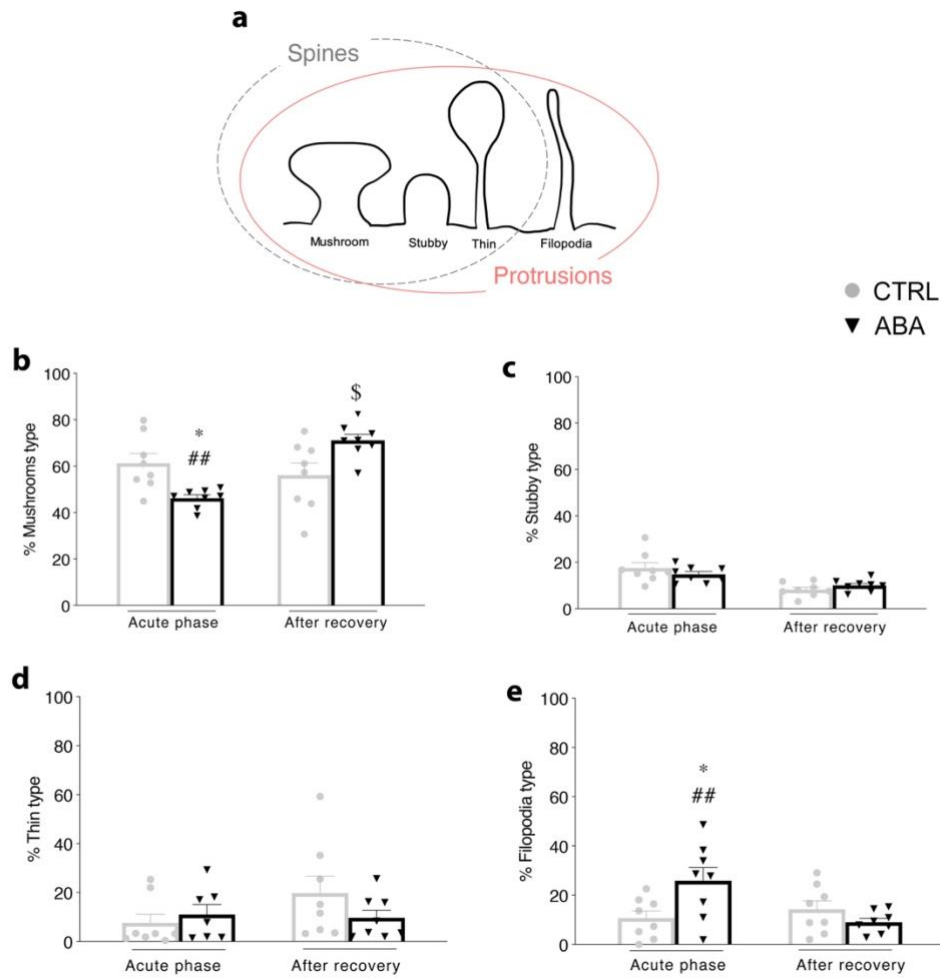 a
Spines
Mushroom Stubby Thin Filopodia
Protrusions
CTRL
ABA
b
% Mushrooms type
100
80
60
40
20
0
*
##
$
Acute phase After recovery
c
% Stubby type
100
80
60
40
20
0
Acute phase After recovery
d
% Thin type
100
80
60
40
20
0
Acute phase After recovery
e
% Filopodia type
100
80
60
40
20
0
*
##
Acute phase After recovery